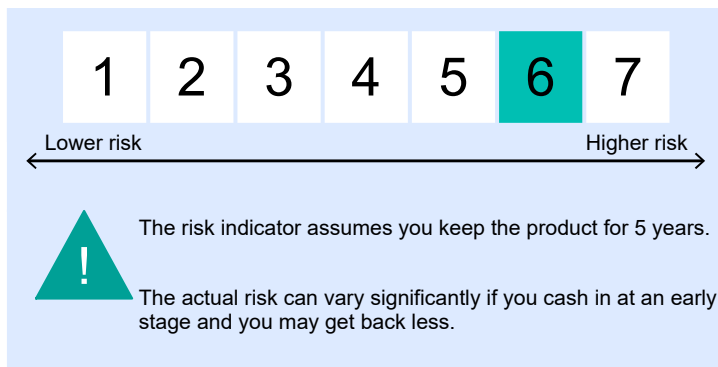 1 2 3 4 5 6 7
Lower risk Higher risk
!
The risk indicator assumes you keep the product for 5 years.
The actual risk can vary significantly if you cash in at an early
stage and you may get back less.